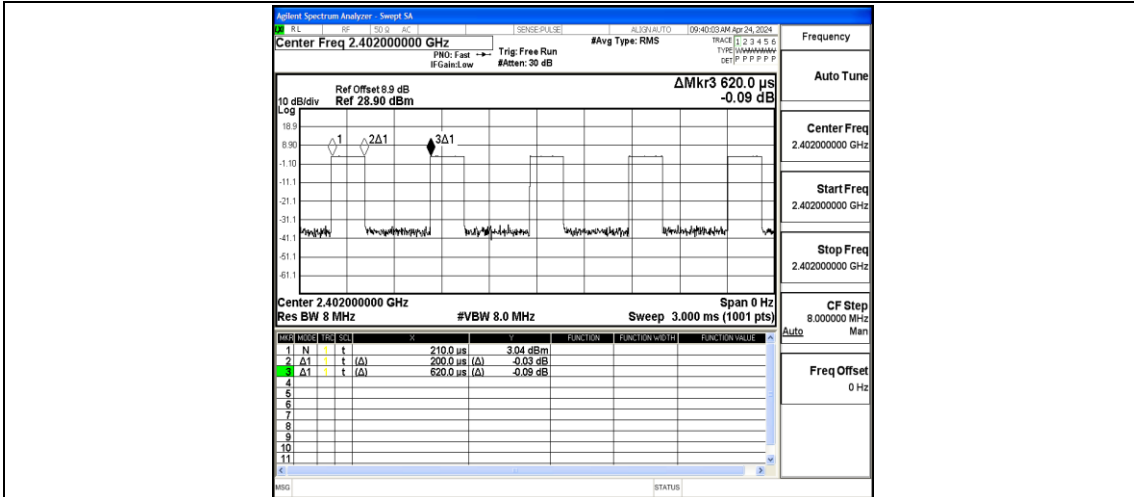 Agilent Spectrum Analyzer - Swept SA
RL RF 50 Ω AC SENSE:PULSE ALIGNAUTO 09:40:03 AM Apr 24, 2024
Center Freq 2.402000000 GHz
#Avg Type: RMS
TRACE 1 2 3 4 5 6
PNO: Fast
Trig: Free Run
TYPE WWWWWW
IFGain:Low
#Atten: 30 dB
DET P P P P P P
Frequency
Auto Tune
ΔMkr3 620.0 µs
-0.09 dB
Ref Offset 8.9 dB
10 dB/div Ref 28.90 dBm
Log
18.9
8.90
-1.10
-11.1
-21.1
-31.1
-41.1
-51.1
-61.1
1
2Δ1
3Δ1
Center Freq
2.402000000 GHz
Start Freq
2.402000000 GHz
Stop Freq
2.402000000 GHz
CF Step
8.000000 MHz
Auto Man
Freq Offset
0 Hz
Center 2.402000000 GHz Span 0 Hz
Res BW 8 MHz #VBW 8.0 MHz Sweep 3.000 ms (1001 pts)
MKR MODE TRC SCL X Y FUNCTION FUNCTION WIDTH FUNCTION VALUE
1 N 1 t 210.0 µs 3.04 dBm
2 Δ1 1 t (Δ) 200.0 µs (Δ) -0.03 dB
3 Δ1 1 t (Δ) 620.0 µs (Δ) -0.09 dB
4
5
6
7
8
9
10
11
MSG STATUS